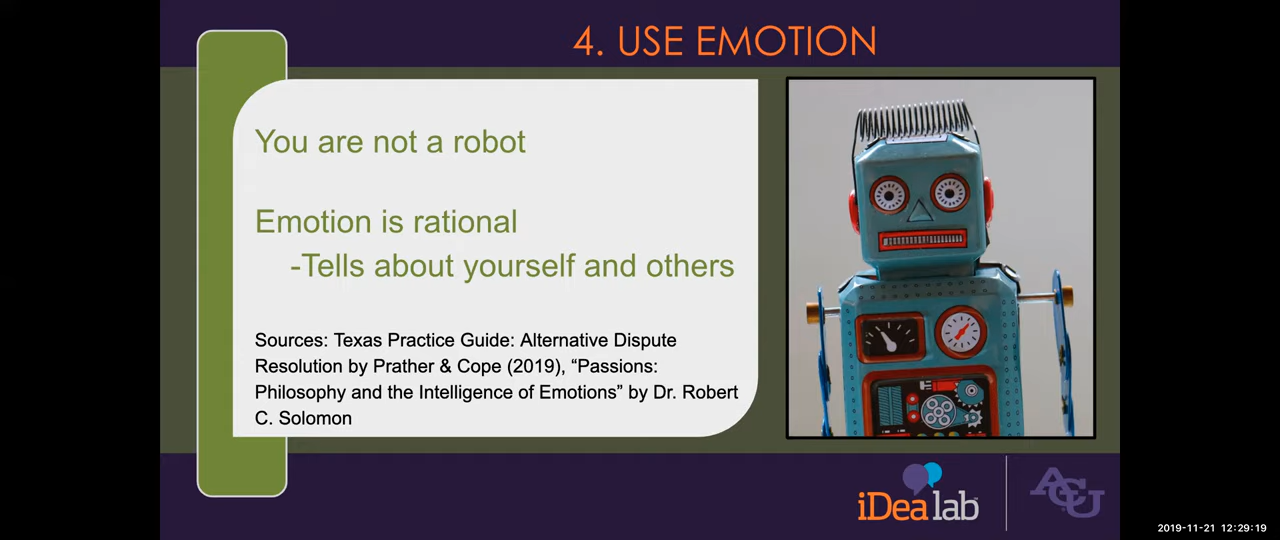 4. USE EMOTION
You are not a robot
Emotion is rational
-Tells about yourself and others
Sources: Texas Practice Guide: Alternative Dispute
Resolution by Prather & Cope (2019), “Passions:
Philosophy and the Intelligence of Emotions” by Dr. Robert
C. Solomon
iDea lab
ACU
2019-11-21 12:29:19